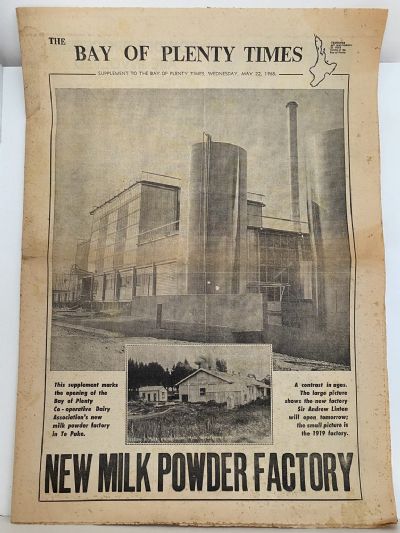 THE
BAY OF PLENTY TIMES
SUPPLEMENT TO THE BAY OF PLENTY TIMES, WEDNESDAY, MAY 22, 1968.
This supplement marks
the opening of the
Bay of Plenty
Co-operative Dairy
Association's new
milk powder factory
in Te Puke.
A contrast in ages.
The large picture
shows the new factory
Sir Andrew Linton
will open tomorrow;
the small picture is
the 1919 factory.
NEW MILK POWDER FACTORY